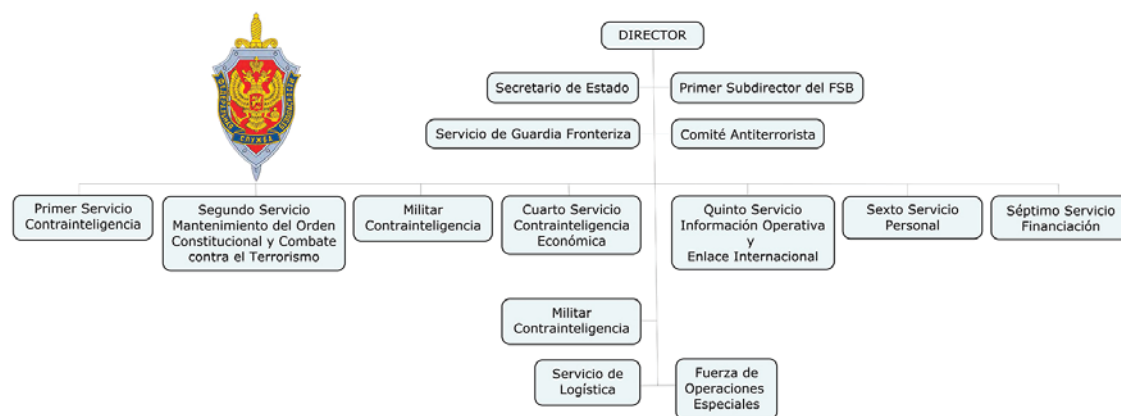 DIRECTOR
Secretario de Estado
Primer Subdirector del FSB
Servicio de Guardia Fronteriza
Comité Antiterrorista
Primer Servicio
Contrainteligencia
Segundo Servicio
Mantenimiento del Orden
Constitucional y Combate
contra el Terrorismo
Militar
Contrainteligencia
Cuarto Servicio
Contrainteligencia
Económica
Quinto Servicio
Información Operativa
y
Enlace Internacional
Sexto Servicio
Personal
Séptimo Servicio
Financiación
Militar
Contrainteligencia
Servicio de
Logística
Fuerza de
Operaciones
Especiales
СЛУЖБА